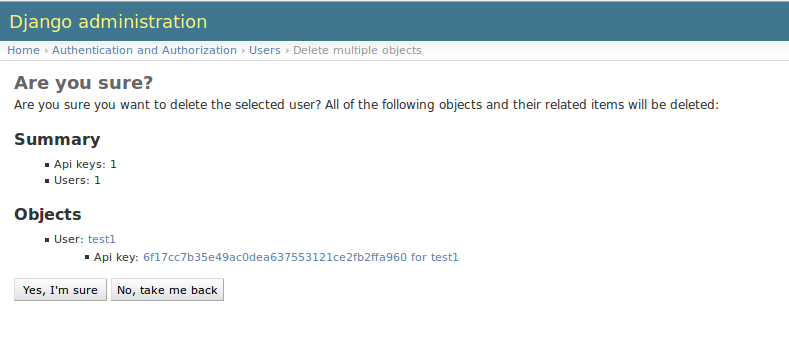 Django administration
Home › Authentication and Authorization › Users › Delete multiple objects
Are you sure?
Are you sure you want to delete the selected user? All of the following objects and their related items will be deleted:
Summary
Api keys: 1
Users: 1
Objects
User: test1
Api key: 6f17cc7b35e49ac0dea637553121ce2fb2ffa960 for test1
Yes, I'm sure No, take me back